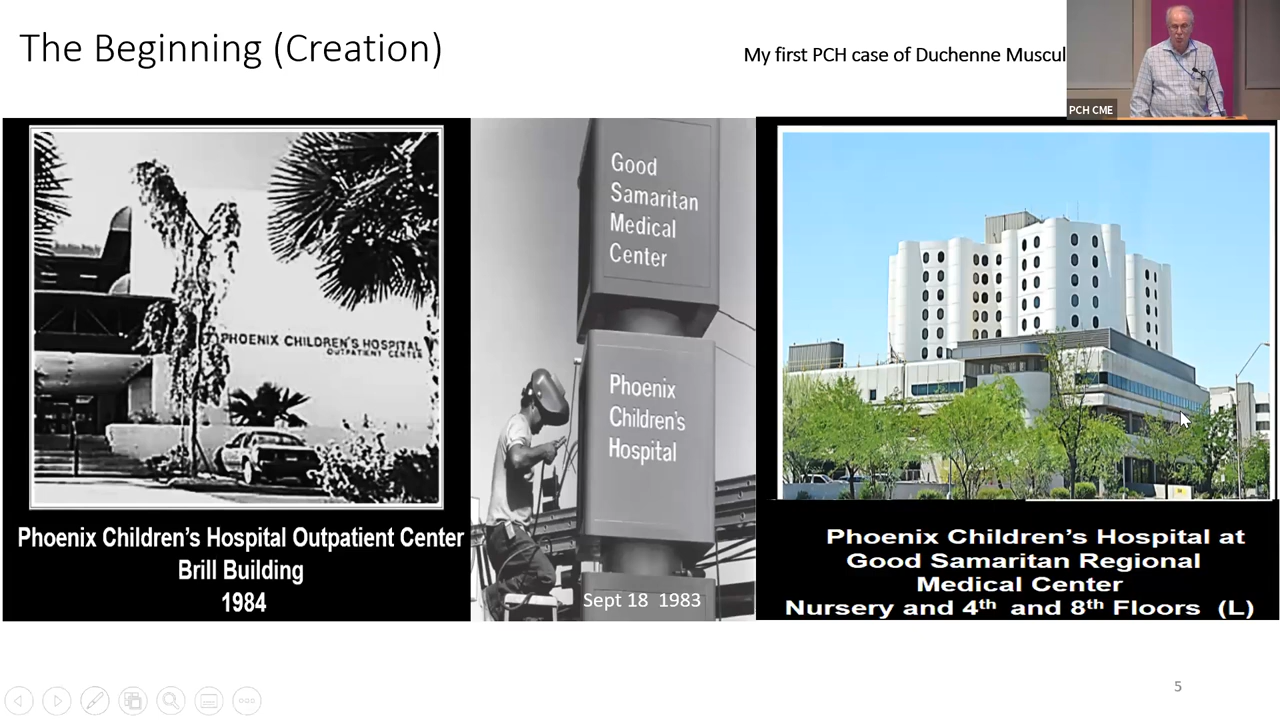 The Beginning (Creation)
My first PCH case of Duchenne Muscul
PCH CME
PHOENIX CHILDREN'S HOSPITAL
OUTPATIENT CENTER
Phoenix Children's Hospital Outpatient Center
Brill Building
1984
Good
Samaritan
Medical
Center
Phoenix
Children's
Hospital
Sept 18 1983
Phoenix Children's Hospital at
Good Samaritan Regional
Medical Center
Nursery and 4th and 8th Floors (L)
5